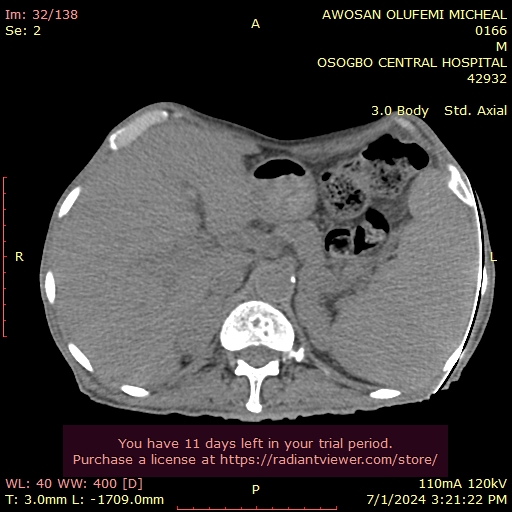 Im: 32/138
Se: 2
A
AWOSAN OLUFEMI MICHEAL
0166
M
OSOGBO CENTRAL HOSPITAL
42932
3.0 Body Std. Axial
R
L
You have 11 days left in your trial period.
Purchase a license at https://radiantviewer.com/store/
WL: 40 WW: 400 [D]
T: 3.0mm L: -1709.0mm
P
110mA 120kV
7/1/2024 3:21:22 PM